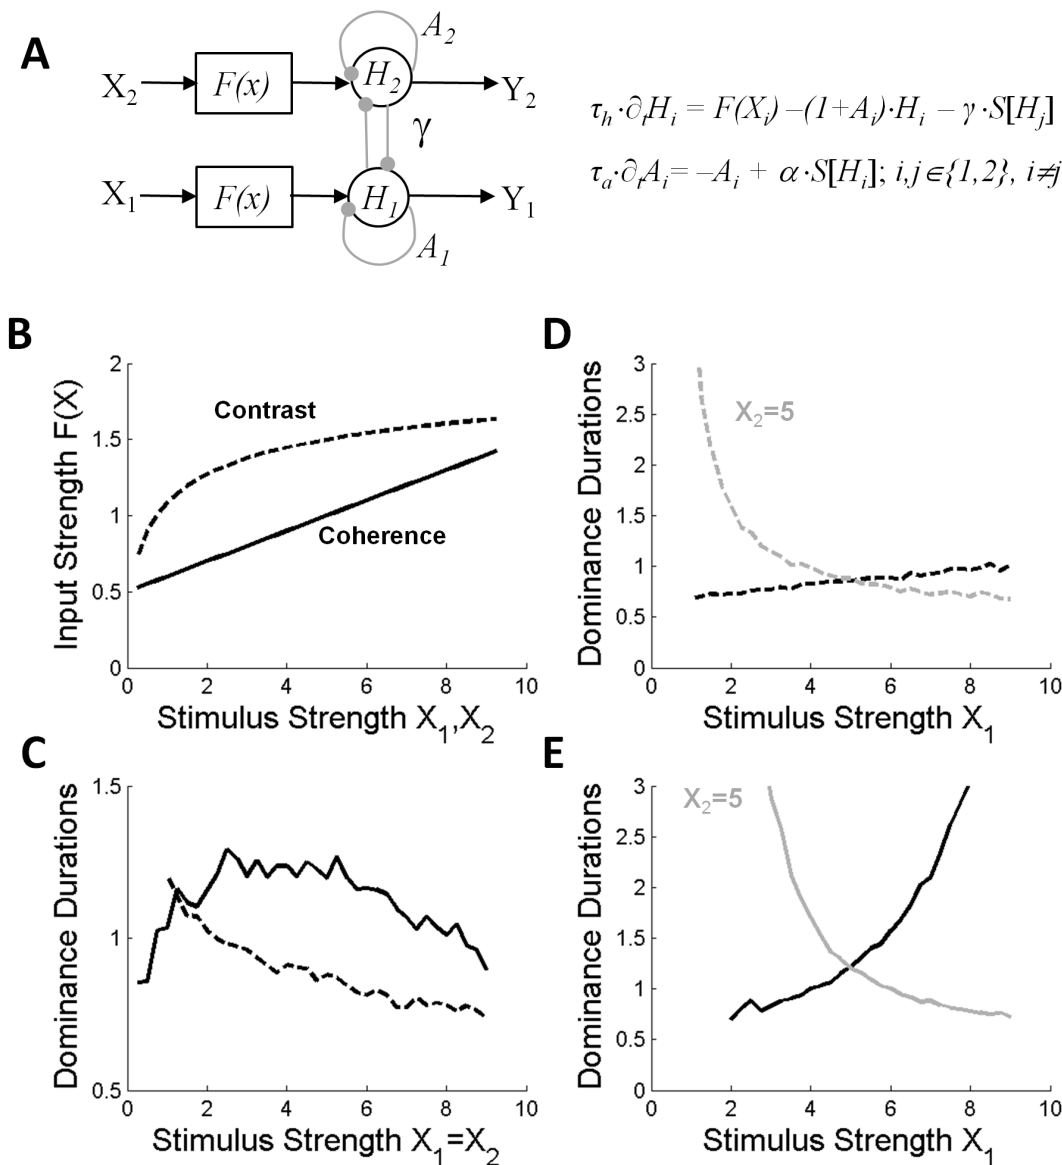 A
X₂ F(x) H₂ A₂ Y₂
γ
X₁ F(x) H₁ A₁ Y₁
τₕ·∂ₜHᵢ = F(Xᵢ) –(1+Aᵢ)·Hᵢ – γ·S[Hⱼ]
τₐ·∂ₜAᵢ= –Aᵢ + α·S[Hᵢ]; i,j∈{1,2}, i≠j
B
Input Strength F(X)
2
1.5
1
0.5
0
Contrast
Coherence
0 2 4 6 8 10
Stimulus Strength X₁,X₂
D
Dominance Durations
3
2.5
2
1.5
1
0.5
0
X₂=5
0 2 4 6 8 10
Stimulus Strength X₁
C
Dominance Durations
1.5
1
0.5
0 2 4 6 8 10
Stimulus Strength X₁=X₂
E
Dominance Durations
3
2.5
2
1.5
1
0.5
0
X₂=5
0 2 4 6 8 10
Stimulus Strength X₁